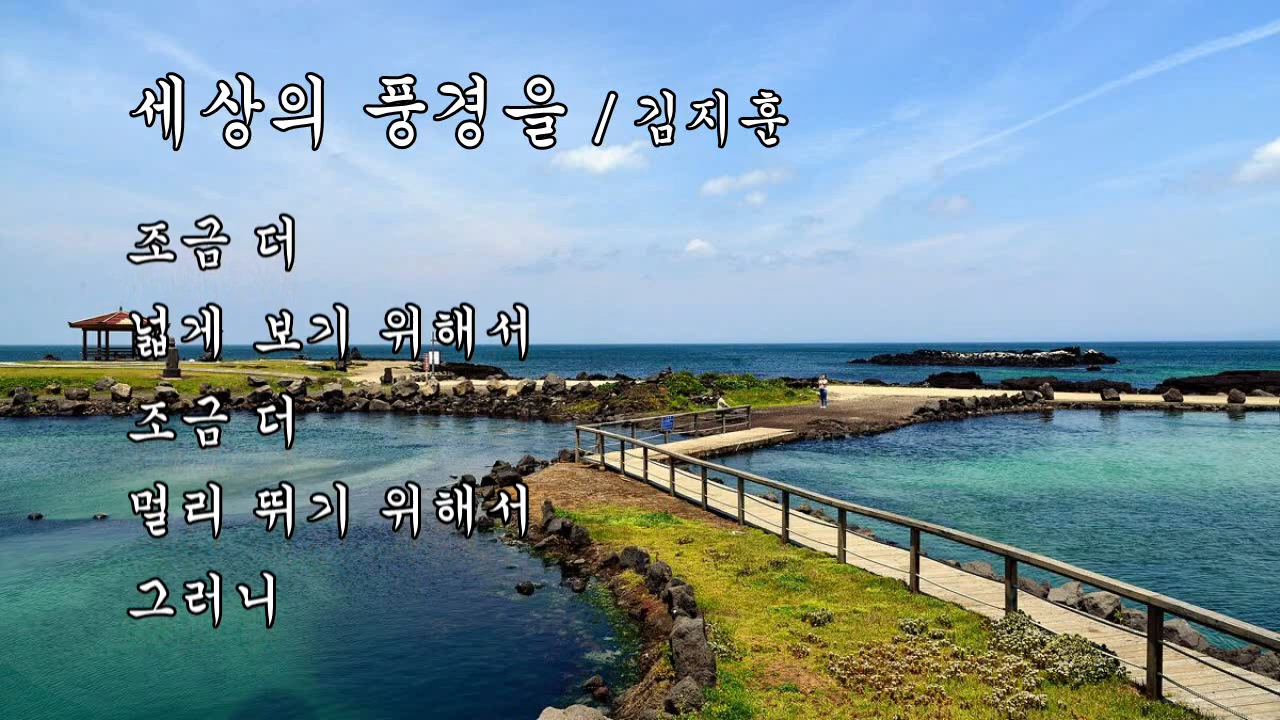 세상의 풍경을 / 김지훈
조금 더
넓게 보기 위해서
조금 더
멀리 뛰기 위해서
그러니